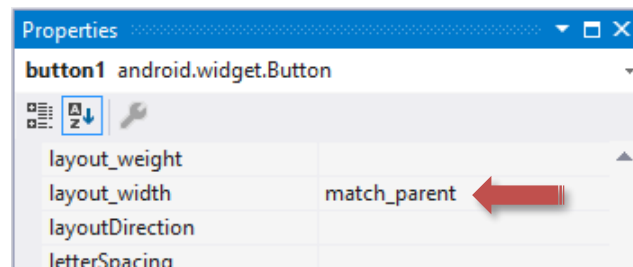 Properties
button1 android.widget.Button
layout_weight
layout_width match_parent
layoutDirection
letterSpacing